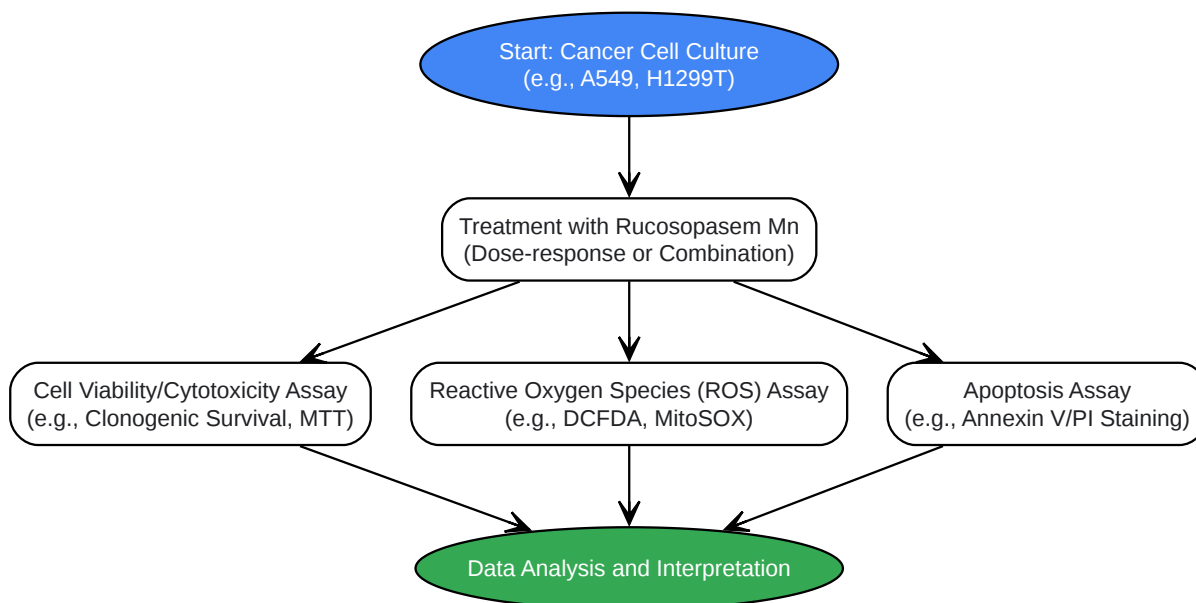 Start: Cancer Cell Culture
(e.g., A549, H1299T)
Treatment with Rucosopasem Mn
(Dose-response or Combination)
Cell Viability/Cytotoxicity Assay
(e.g., Clonogenic Survival, MTT)
Reactive Oxygen Species (ROS) Assay
(e.g., DCFDA, MitoSOX)
Apoptosis Assay
(e.g., Annexin V/PI Staining)
Data Analysis and Interpretation